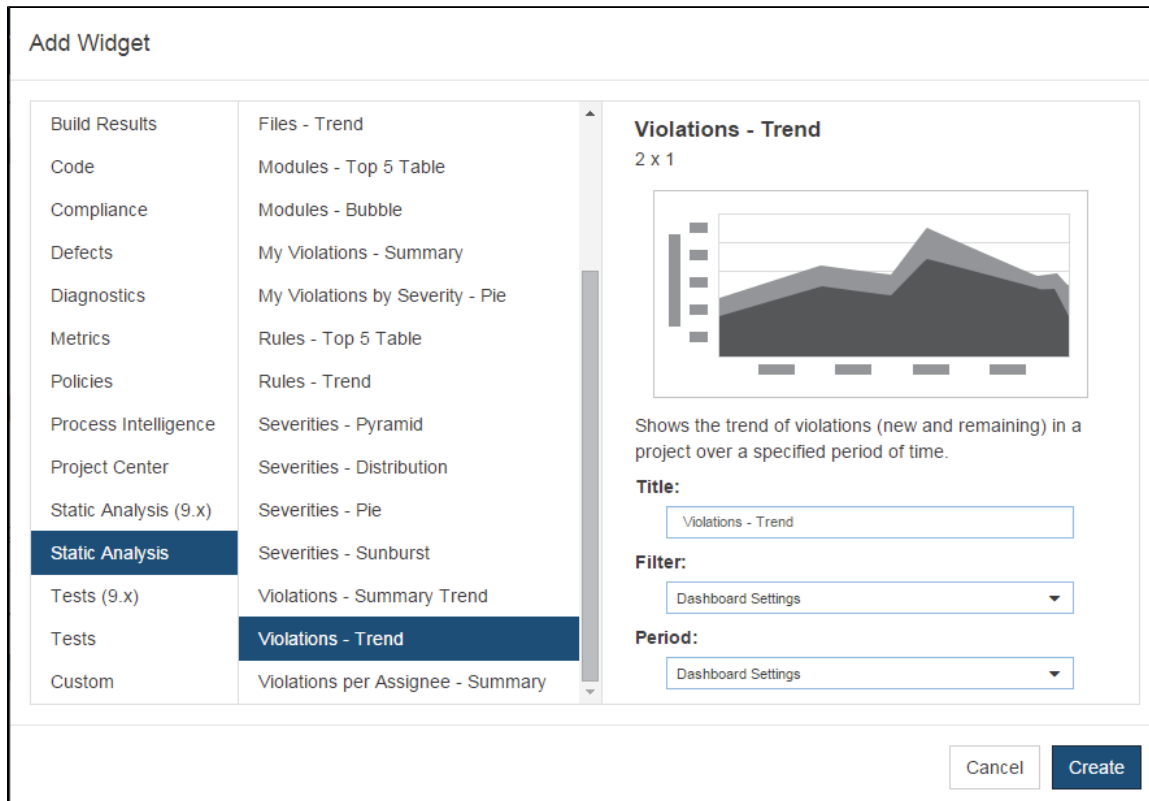 Add Widget
Build Results
Code
Compliance
Defects
Diagnostics
Metrics
Policies
Process Intelligence
Project Center
Static Analysis (9.x)
Static Analysis
Tests (9.x)
Tests
Custom
Files - Trend
Modules - Top 5 Table
Modules - Bubble
My Violations - Summary
My Violations by Severity - Pie
Rules - Top 5 Table
Rules - Trend
Severities - Pyramid
Severities - Distribution
Severities - Pie
Severities - Sunburst
Violations - Summary Trend
Violations - Trend
Violations per Assignee - Summary
Violations - Trend
2 x 1
Shows the trend of violations (new and remaining) in a
project over a specified period of time.
Title:
Violations - Trend
Filter:
Dashboard Settings
Period:
Dashboard Settings
Cancel
Create